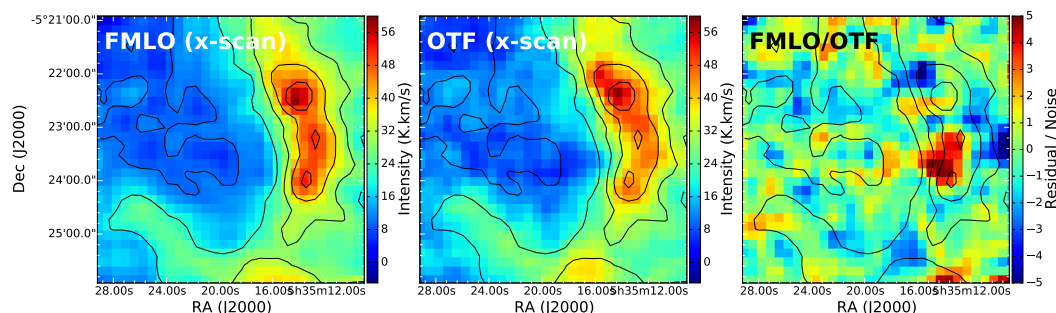 FMLO (x-scan)
OTF (x-scan)
FMLO/OTF
-5°21'00.0"
22'00.0"
23'00.0"
24'00.0"
25'00.0"
Dec (J2000)
28.00s 24.00s 20.00s 16.00s 5h35m12.00s
RA (J2000)
56
48
40
32
24
16
8
0
Intensity (K.km/s)
28.00s 24.00s 20.00s 16.00s 5h35m12.00s
RA (J2000)
56
48
40
32
24
16
8
0
Intensity (K.km/s)
28.00s 24.00s 20.00s 16.00s 5h35m12.00s
RA (J2000)
5
4
3
2
1
0
−1
−2
−3
−4
−5
Residual Noise